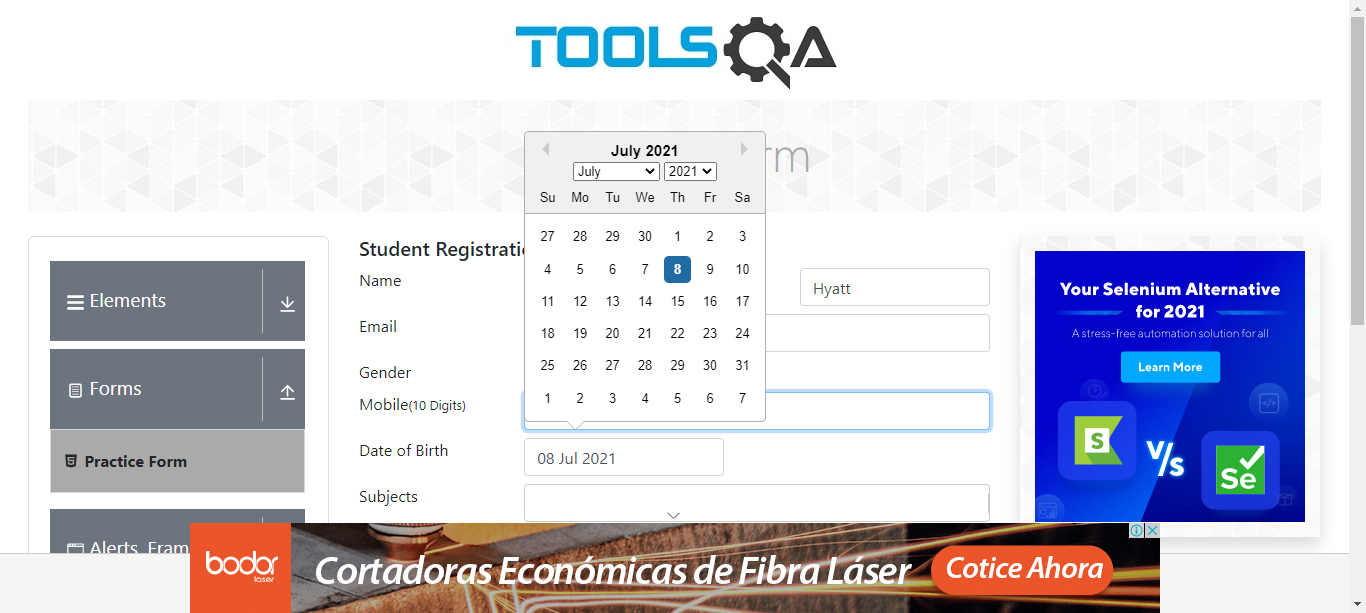 TOOLSQA
rm
July 2021
July 2021
Su Mo Tu We Th Fr Sa
27 28 29 30 1 2 3
4 5 6 7 8 9 10
11 12 13 14 15 16 17
18 19 20 21 22 23 24
25 26 27 28 29 30 31
1 2 3 4 5 6 7
Elements
Forms
Practice Form
Alerts, Fram
Student Registrati
Name
Hyatt
Email
Gender
Mobile(10 Digits)
Date of Birth
08 Jul 2021
Subjects
Your Selenium Alternative
for 2021
A stress-free automation solution for all
Learn More
S
V/s
Se
bodor
laser
Cortadoras Económicas de Fibra Láser
Cotice Ahora